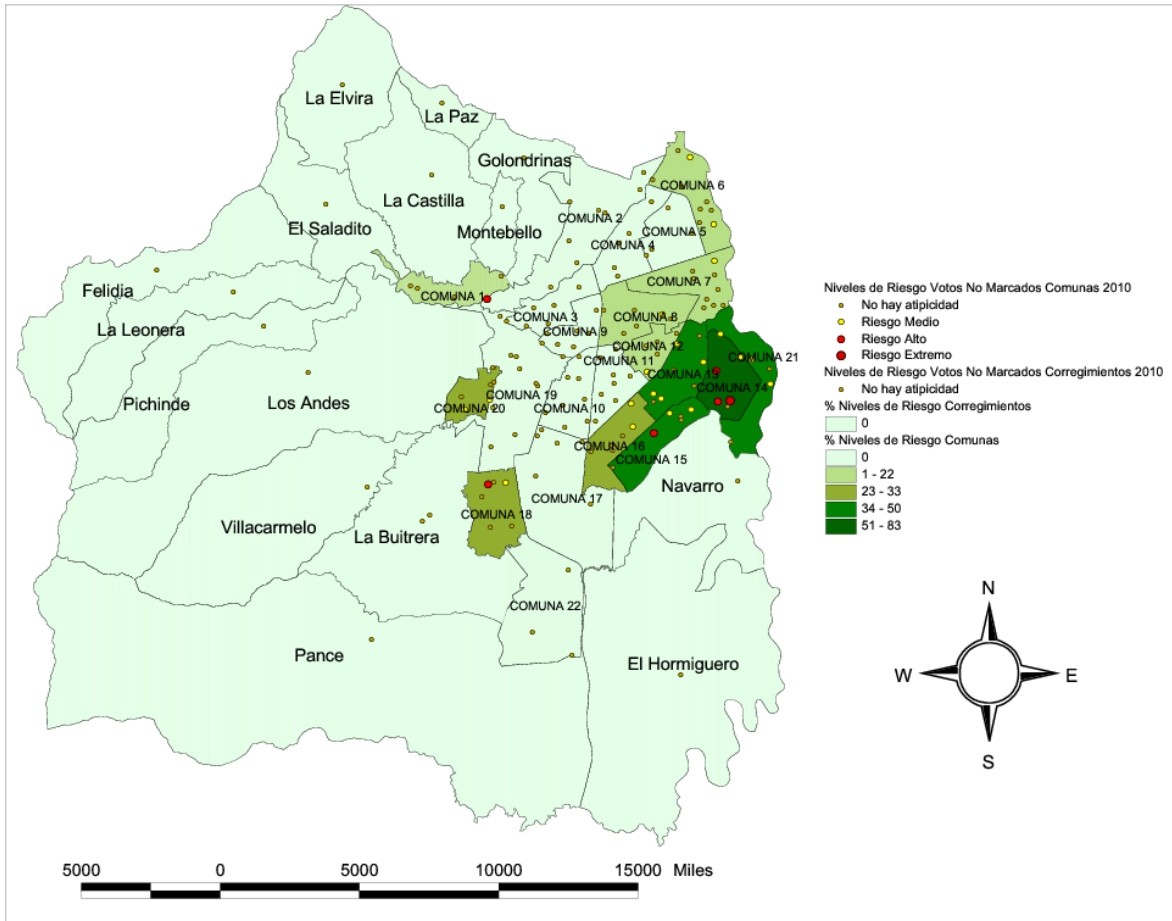 La Elvira
La Paz
Golondrinas
COMUNA 6
La Castilla
COMUNA 2
El Saladito
Montebello
COMUNA 5
COMUNA 4
Felidia
COMUNA 7
COMUNA 1
La Leonera
COMUNA 3
COMUNA 8
COMUNA 9
COMUNA 12
COMUNA 11
COMUNA 21
COMUNA 13
COMUNA 14
Pichinde
Los Andes
COMUNA 19
COMUNA 20
COMUNA 10
COMUNA 16
COMUNA 15
Navarro
COMUNA 17
Villacarmelo
La Buitrera
COMUNA 18
COMUNA 22
Pance
El Hormiguero
Niveles de Riesgo Votos No Marcados Comunas 2010
No hay atipicidad
Riesgo Medio
Riesgo Alto
Riesgo Extremo
Niveles de Riesgo Votos No Marcados Corregimientos 2010
No hay atipicidad
% Niveles de Riesgo Corregimientos
0
% Niveles de Riesgo Comunas
0
1 - 22
23 - 33
34 - 50
51 - 83
N
W E
S
5000 0 5000 10000 15000 Miles